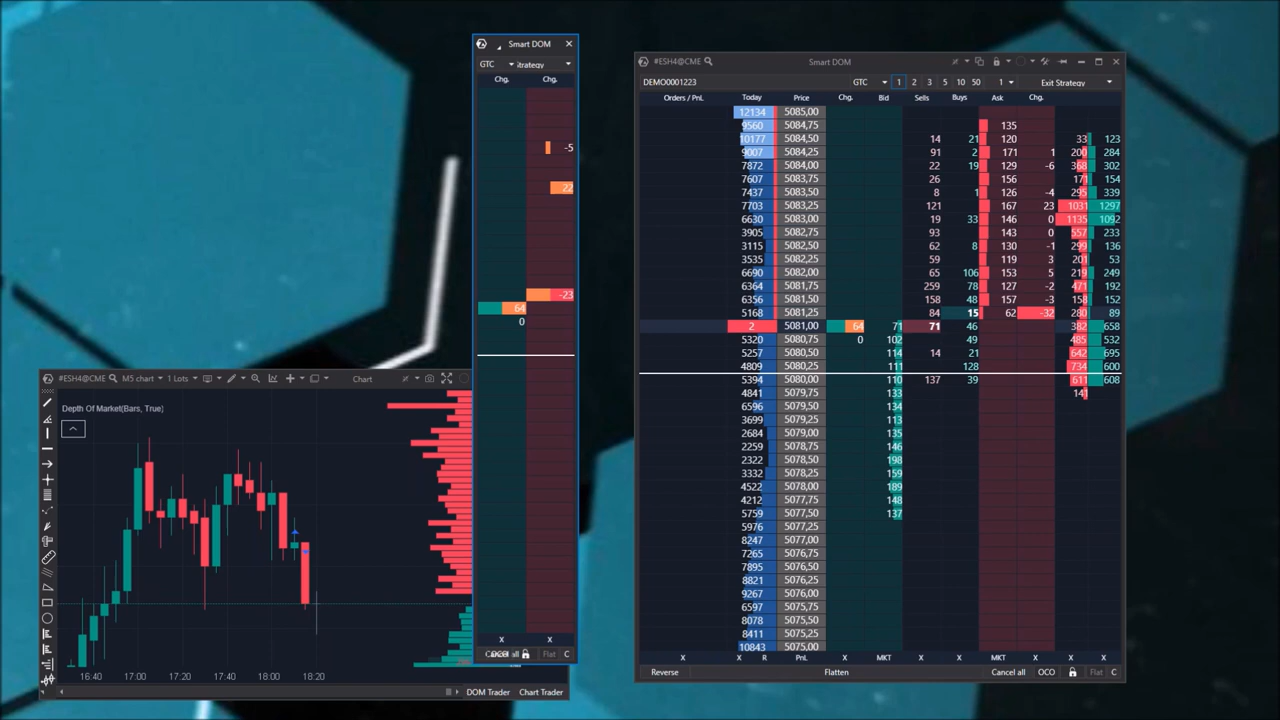 Smart DOM
GTC Strategy
Chg. Chg.
-5
22
-23
64
0
X X
Flat C
#ESH4@CME M5 chart 1 Lots Chart
Depth Of Market(Bars, True)
16:40 17:00 17:20 17:40 18:00 18:20
DOM Trader Chart Trader
#ESH4@CME Smart DOM
DEMO0001223 GTC 1 2 3 5 10 50 1 Exit Strategy
Orders / PnL Today Price Chg. Bid Sells Buys Ask Chg.
12134 5085,00
9560 5084,75 135
10177 5084,50 14 21 120 33 123
9007 5084,25 91 2 171 1 200 284
7872 5084,00 22 19 129 -6 368 302
7607 5083,75 26 156 171 154
7437 5083,50 8 1 126 -4 295 339
7703 5083,25 121 167 23 1031 1297
6630 5083,00 19 33 146 0 1135 1092
3905 5082,75 93 143 0 557 233
3115 5082,50 62 8 130 -1 299 136
3535 5082,25 59 119 3 201 53
6690 5082,00 65 106 153 5 219 249
6364 5081,75 259 78 127 -2 471 192
6356 5081,50 158 48 157 -3 158 152
5168 5081,25 84 15 62 -32 280 89
2 5081,00 64 71 71 46 382 658
5320 5080,75 0 102 49 485 532
5257 5080,50 114 14 21 642 695
4809 5080,25 111 128 734 600
5394 5080,00 110 137 39 611 608
4841 5079,75 133 141
6596 5079,50 134
3699 5079,25 113
2684 5079,00 135
2259 5078,75 146
2322 5078,50 198
3332 5078,25 159
4522 5078,00 189
4212 5077,75 148
5759 5077,50 137
5976 5077,25
8247 5077,00
7265 5076,75
7895 5076,50
8821 5076,25
9267 5076,00
6597 5075,75
8078 5075,50
8411 5075,25
10843 5075,00
X X R PnL X MKT X X MKT X X X
Reverse Flatten Cancel all OCO Flat C